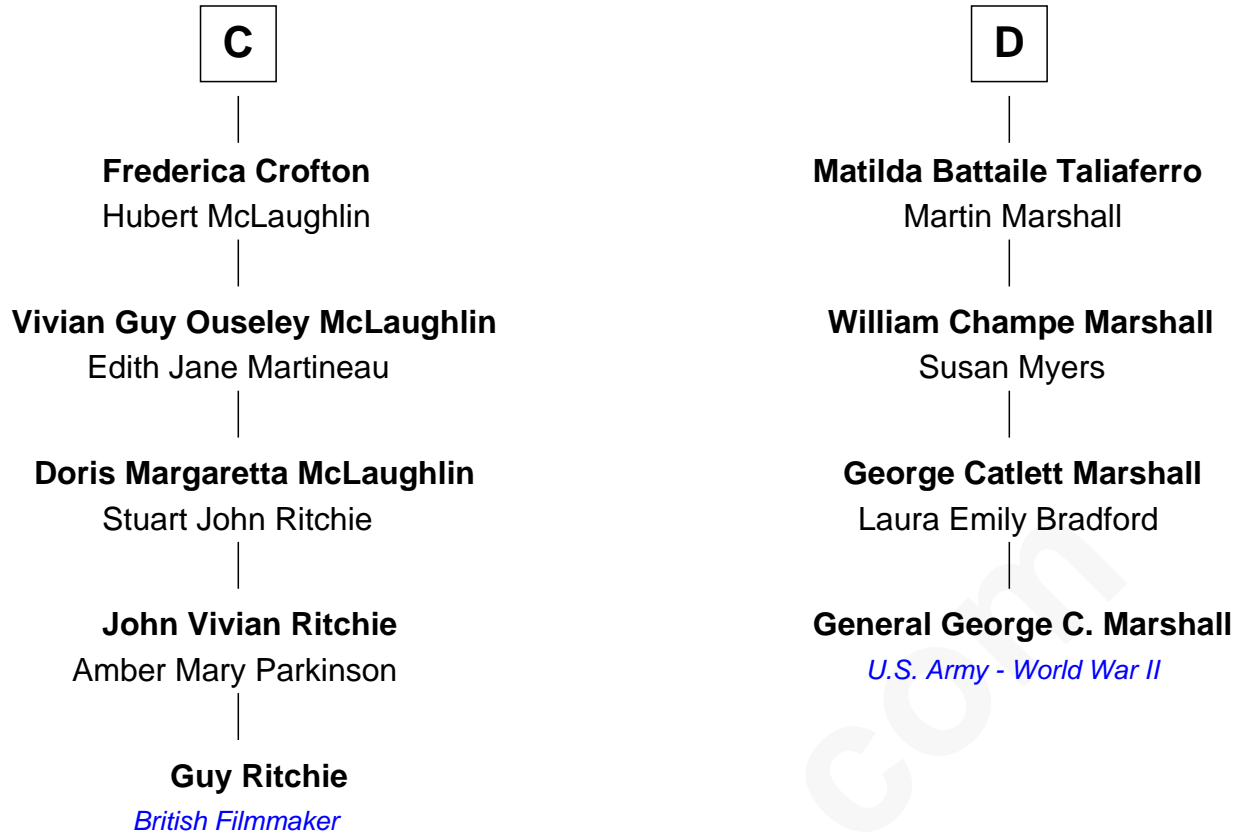 C
Frederica Crofton
Hubert McLaughlin
Vivian Guy Ouseley McLaughlin
Edith Jane Martineau
Doris Margaretta McLaughlin
Stuart John Ritchie
John Vivian Ritchie
Amber Mary Parkinson
Guy Ritchie
British Filmmaker
D
Matilda Battaile Taliaferro
Martin Marshall
William Champe Marshall
Susan Myers
George Catlett Marshall
Laura Emily Bradford
General George C. Marshall
U.S. Army - World War II
com